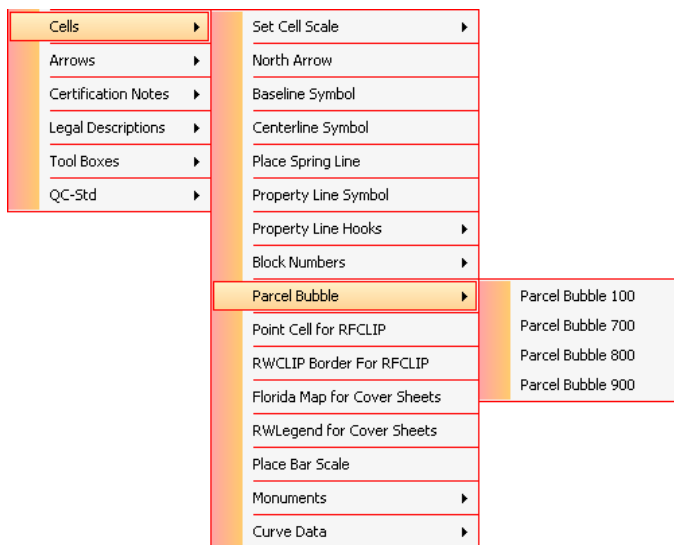 Cells
Arrows
Certification Notes
Legal Descriptions
Tool Boxes
QC-Std
Set Cell Scale
North Arrow
Baseline Symbol
Centerline Symbol
Place Spring Line
Property Line Symbol
Property Line Hooks
Block Numbers
Parcel Bubble
Point Cell for RFCLIP
RWCLIP Border For RFCLIP
Florida Map for Cover Sheets
RWLegend for Cover Sheets
Place Bar Scale
Monuments
Curve Data
Parcel Bubble 100
Parcel Bubble 700
Parcel Bubble 800
Parcel Bubble 900